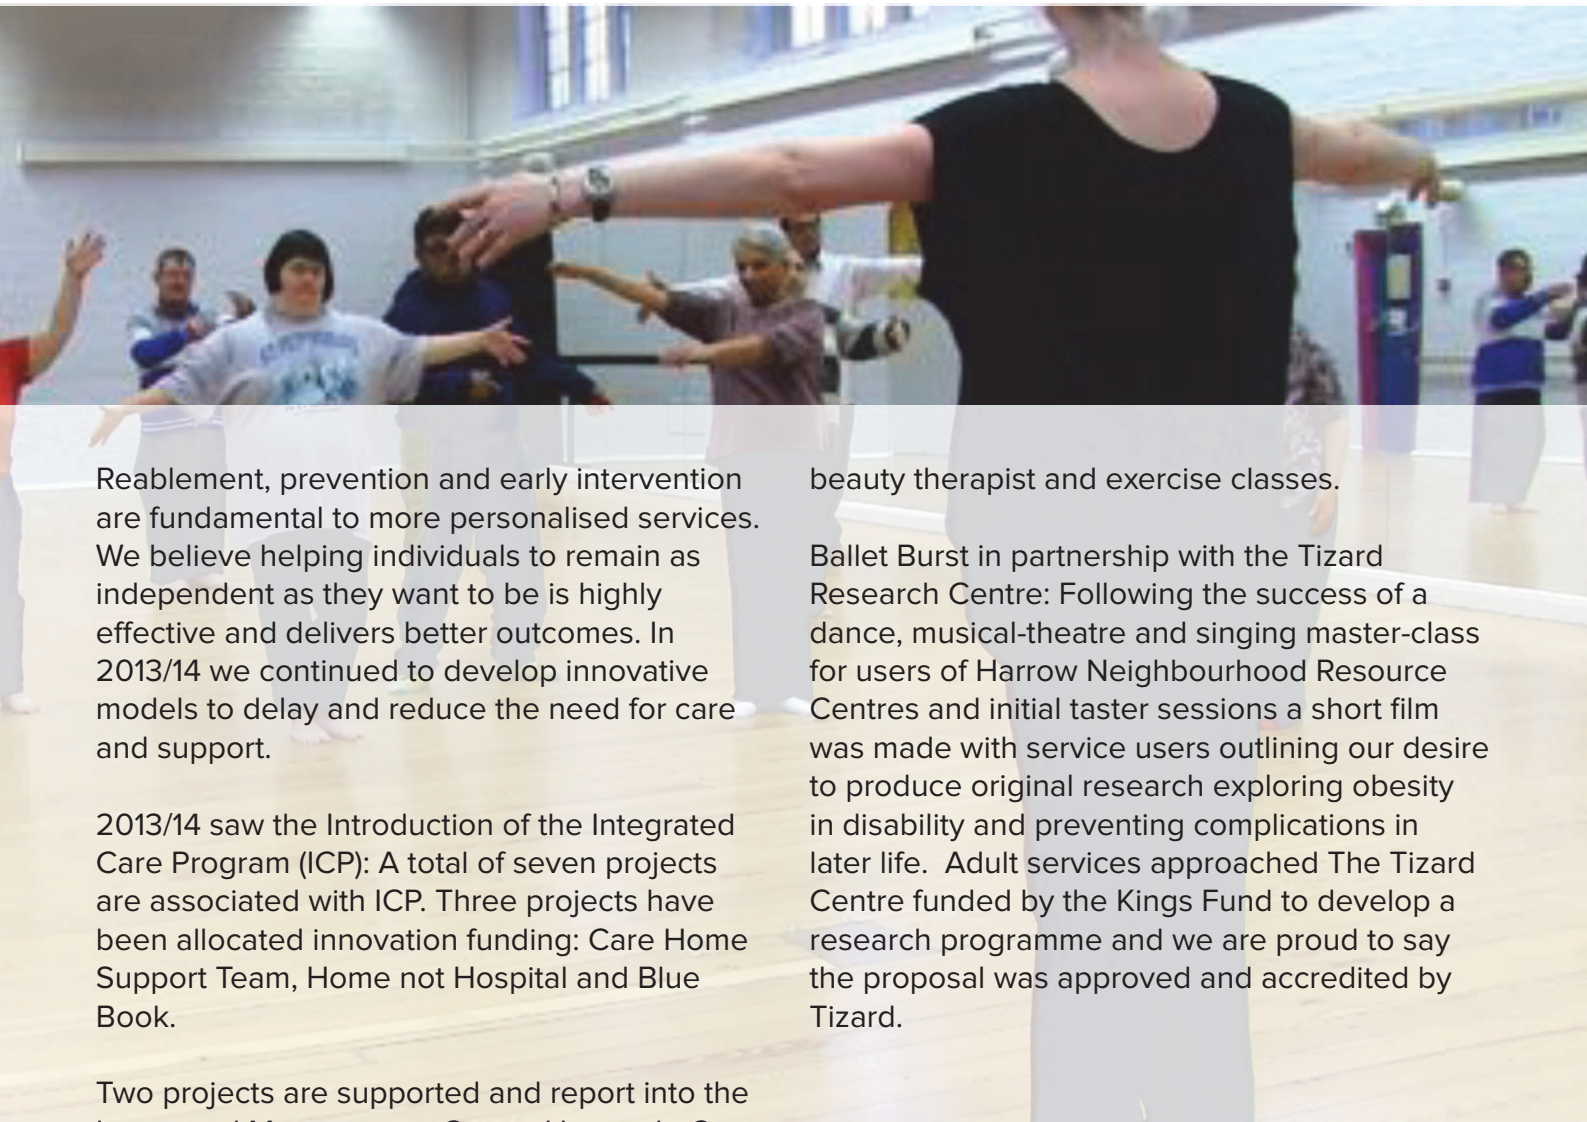 Reablement, prevention and early intervention
are fundamental to more personalised services.
We believe helping individuals to remain as
independent as they want to be is highly
effective and delivers better outcomes. In
2013/14 we continued to develop innovative
models to delay and reduce the need for care
and support.
2013/14 saw the Introduction of the Integrated
Care Program (ICP): A total of seven projects
are associated with ICP. Three projects have
been allocated innovation funding: Care Home
Support Team, Home not Hospital and Blue
Book.
Two projects are supported and report into the
beauty therapist and exercise classes.
Ballet Burst in partnership with the Tizard
Research Centre: Following the success of a
dance, musical-theatre and singing master-class
for users of Harrow Neighbourhood Resource
Centres and initial taster sessions a short film
was made with service users outlining our desire
to produce original research exploring obesity
in disability and preventing complications in
later life.  Adult services approached The Tizard
Centre funded by the Kings Fund to develop a
research programme and we are proud to say
the proposal was approved and accredited by
Tizard.